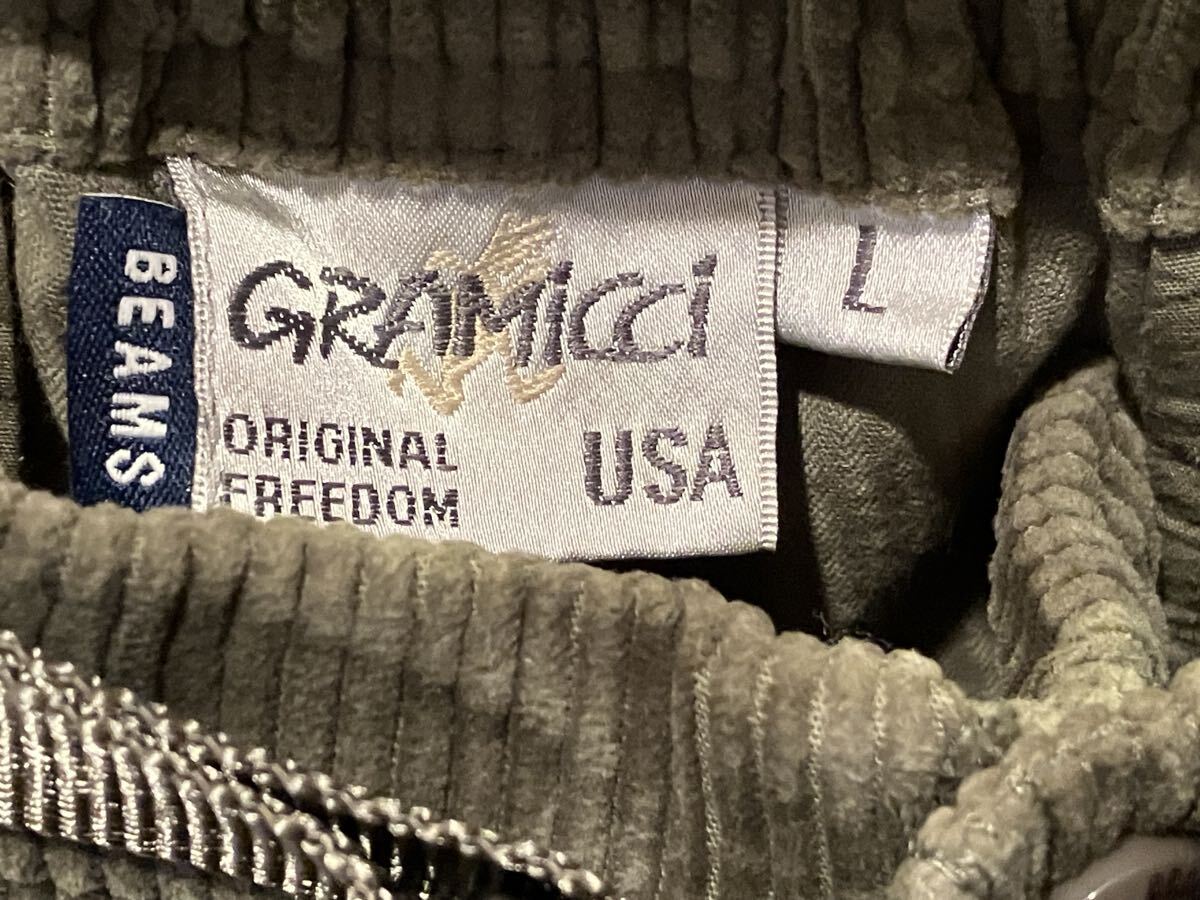 BEAMS
GRAMICCI
ORIGINAL
FREEDOM
USA
L